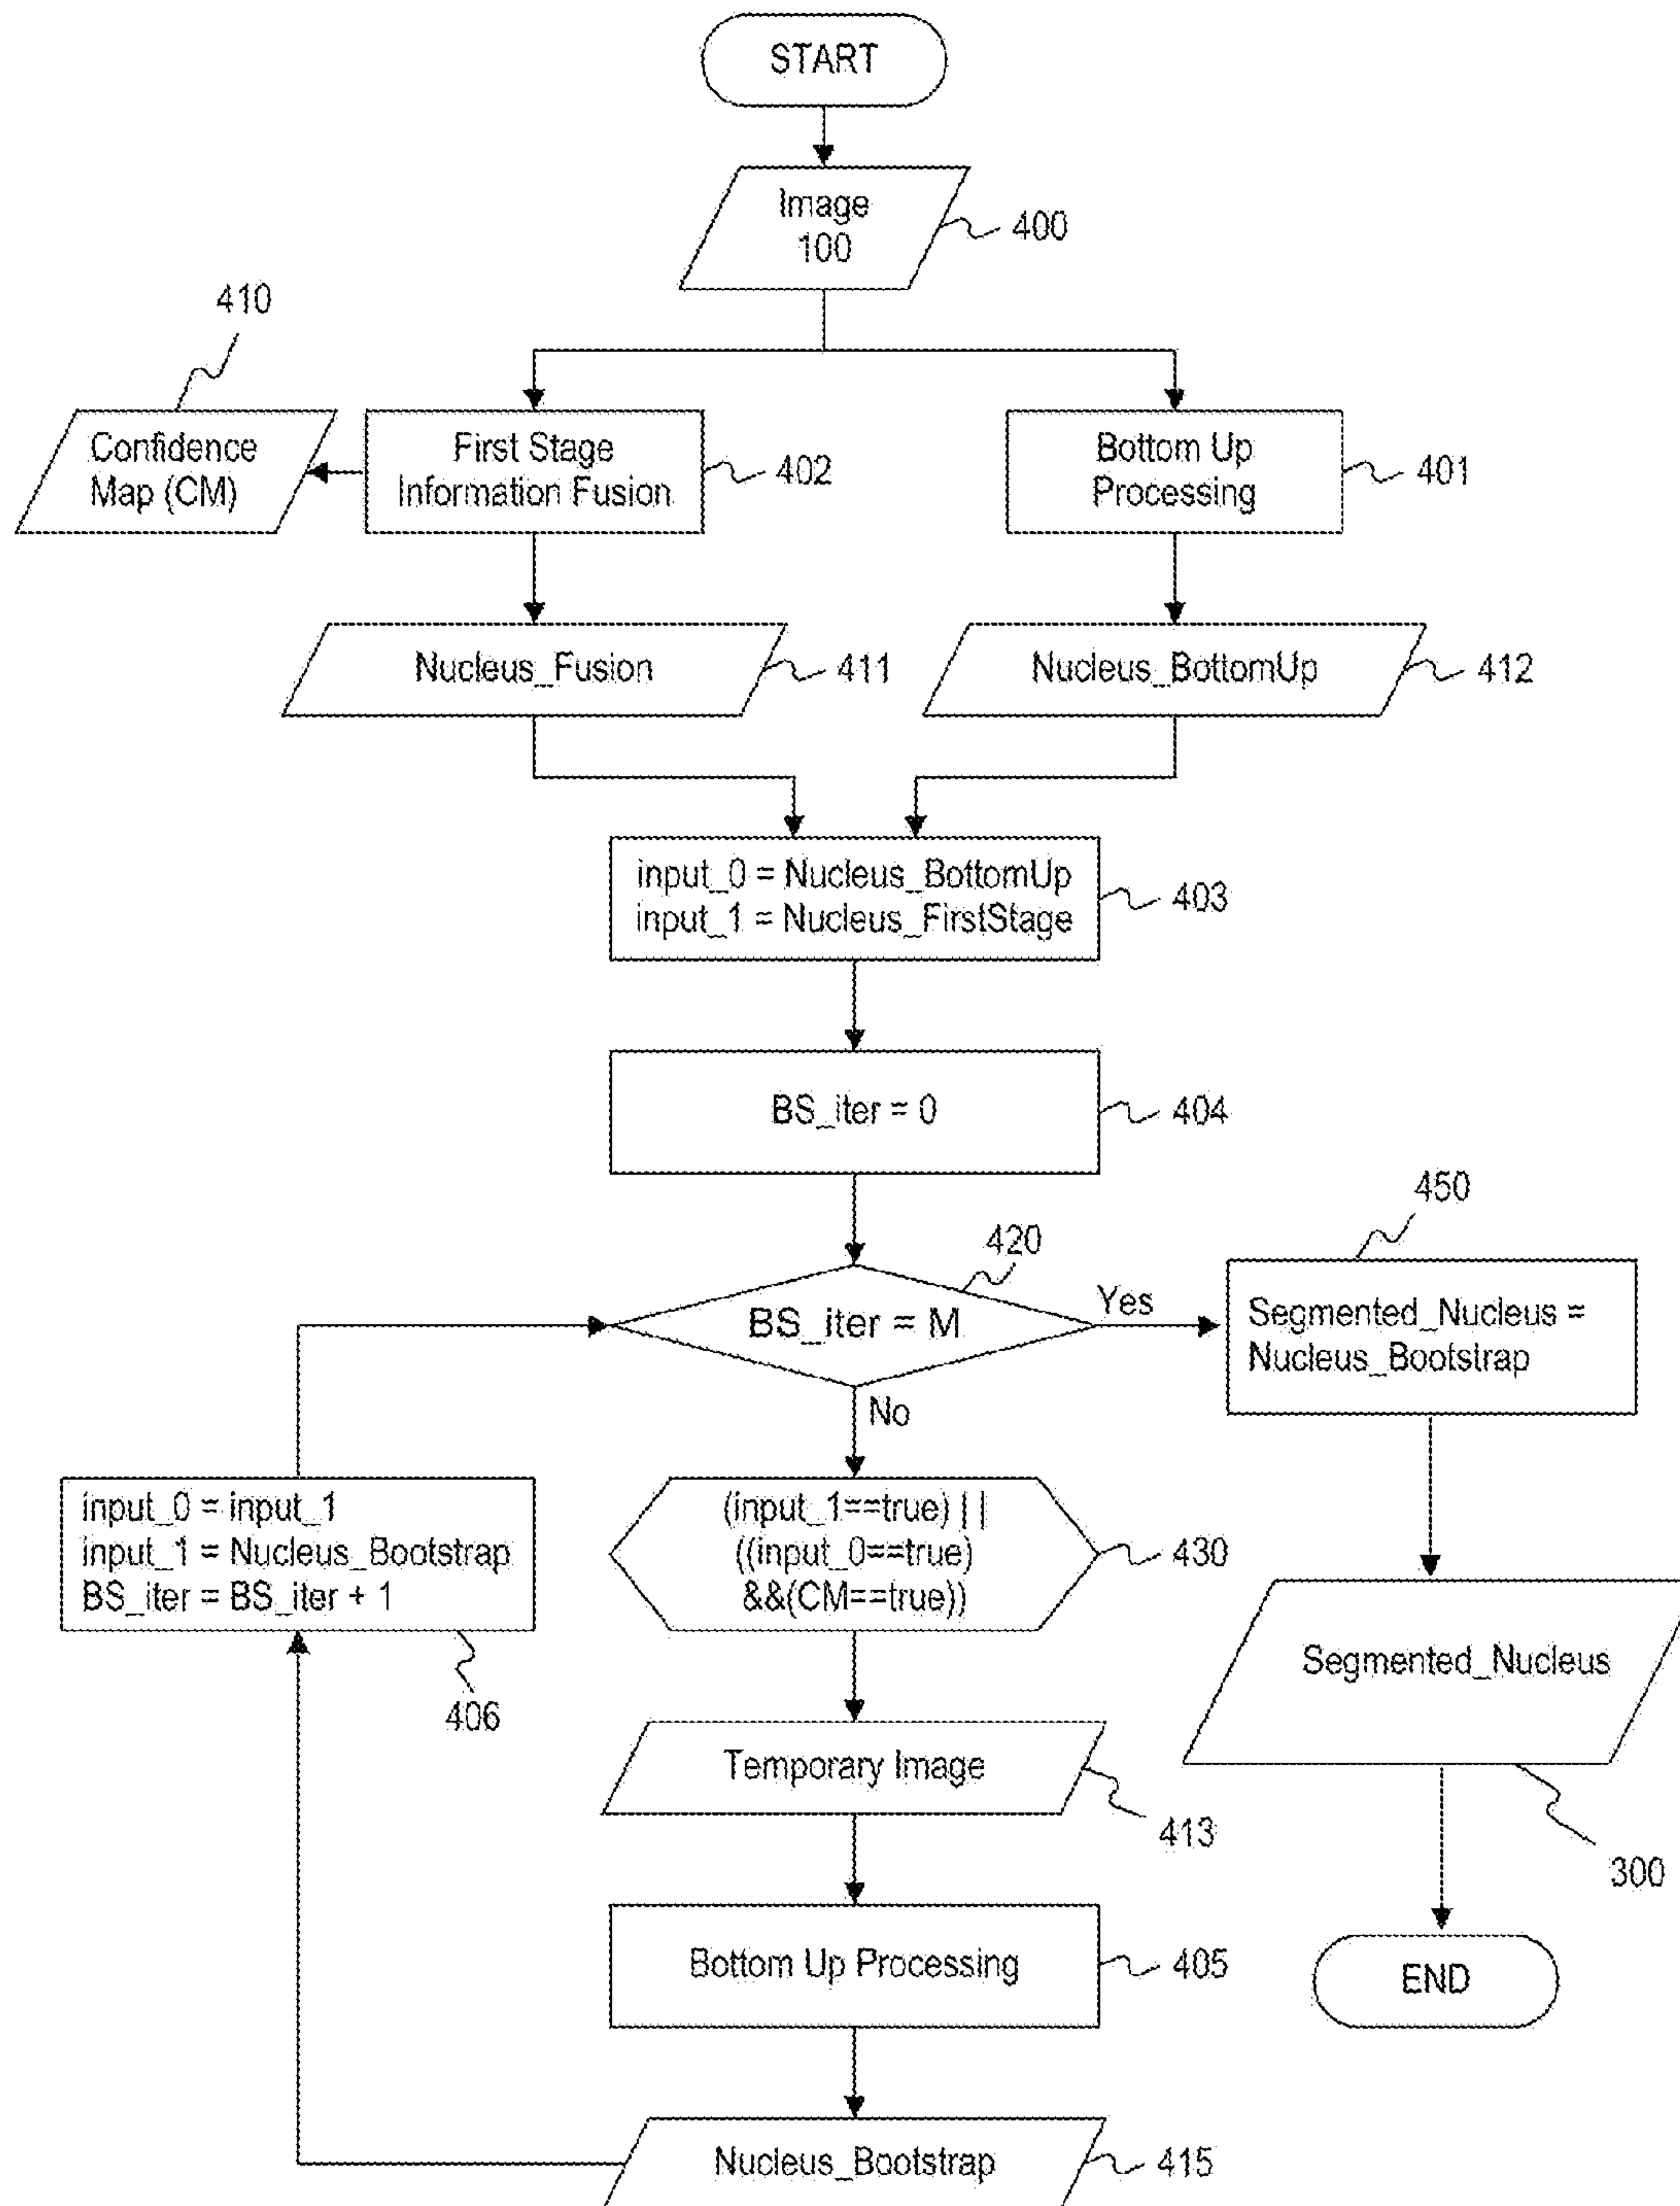 START
Image
100
400
410
Confidence
Map (CM)
First Stage
Information Fusion
402
Bottom Up
Processing
401
Nucleus_Fusion
411
Nucleus_BottomUp
412
input_0 = Nucleus_BottomUp
input_1 = Nucleus_FirstStage
403
BS_iter = 0
404
420
BS_iter = M
Yes
No
450
Segmented_Nucleus =
Nucleus_Bootstrap
input_0 = input_1
input_1 = Nucleus_Bootstrap
BS_iter = BS_iter + 1
406
(input_1==true) | |
((input_0==true)
&&(CM==true))
430
Segmented_Nucleus
300
Temporary Image
413
Bottom Up Processing
405
END
Nucleus_Bootstrap
415